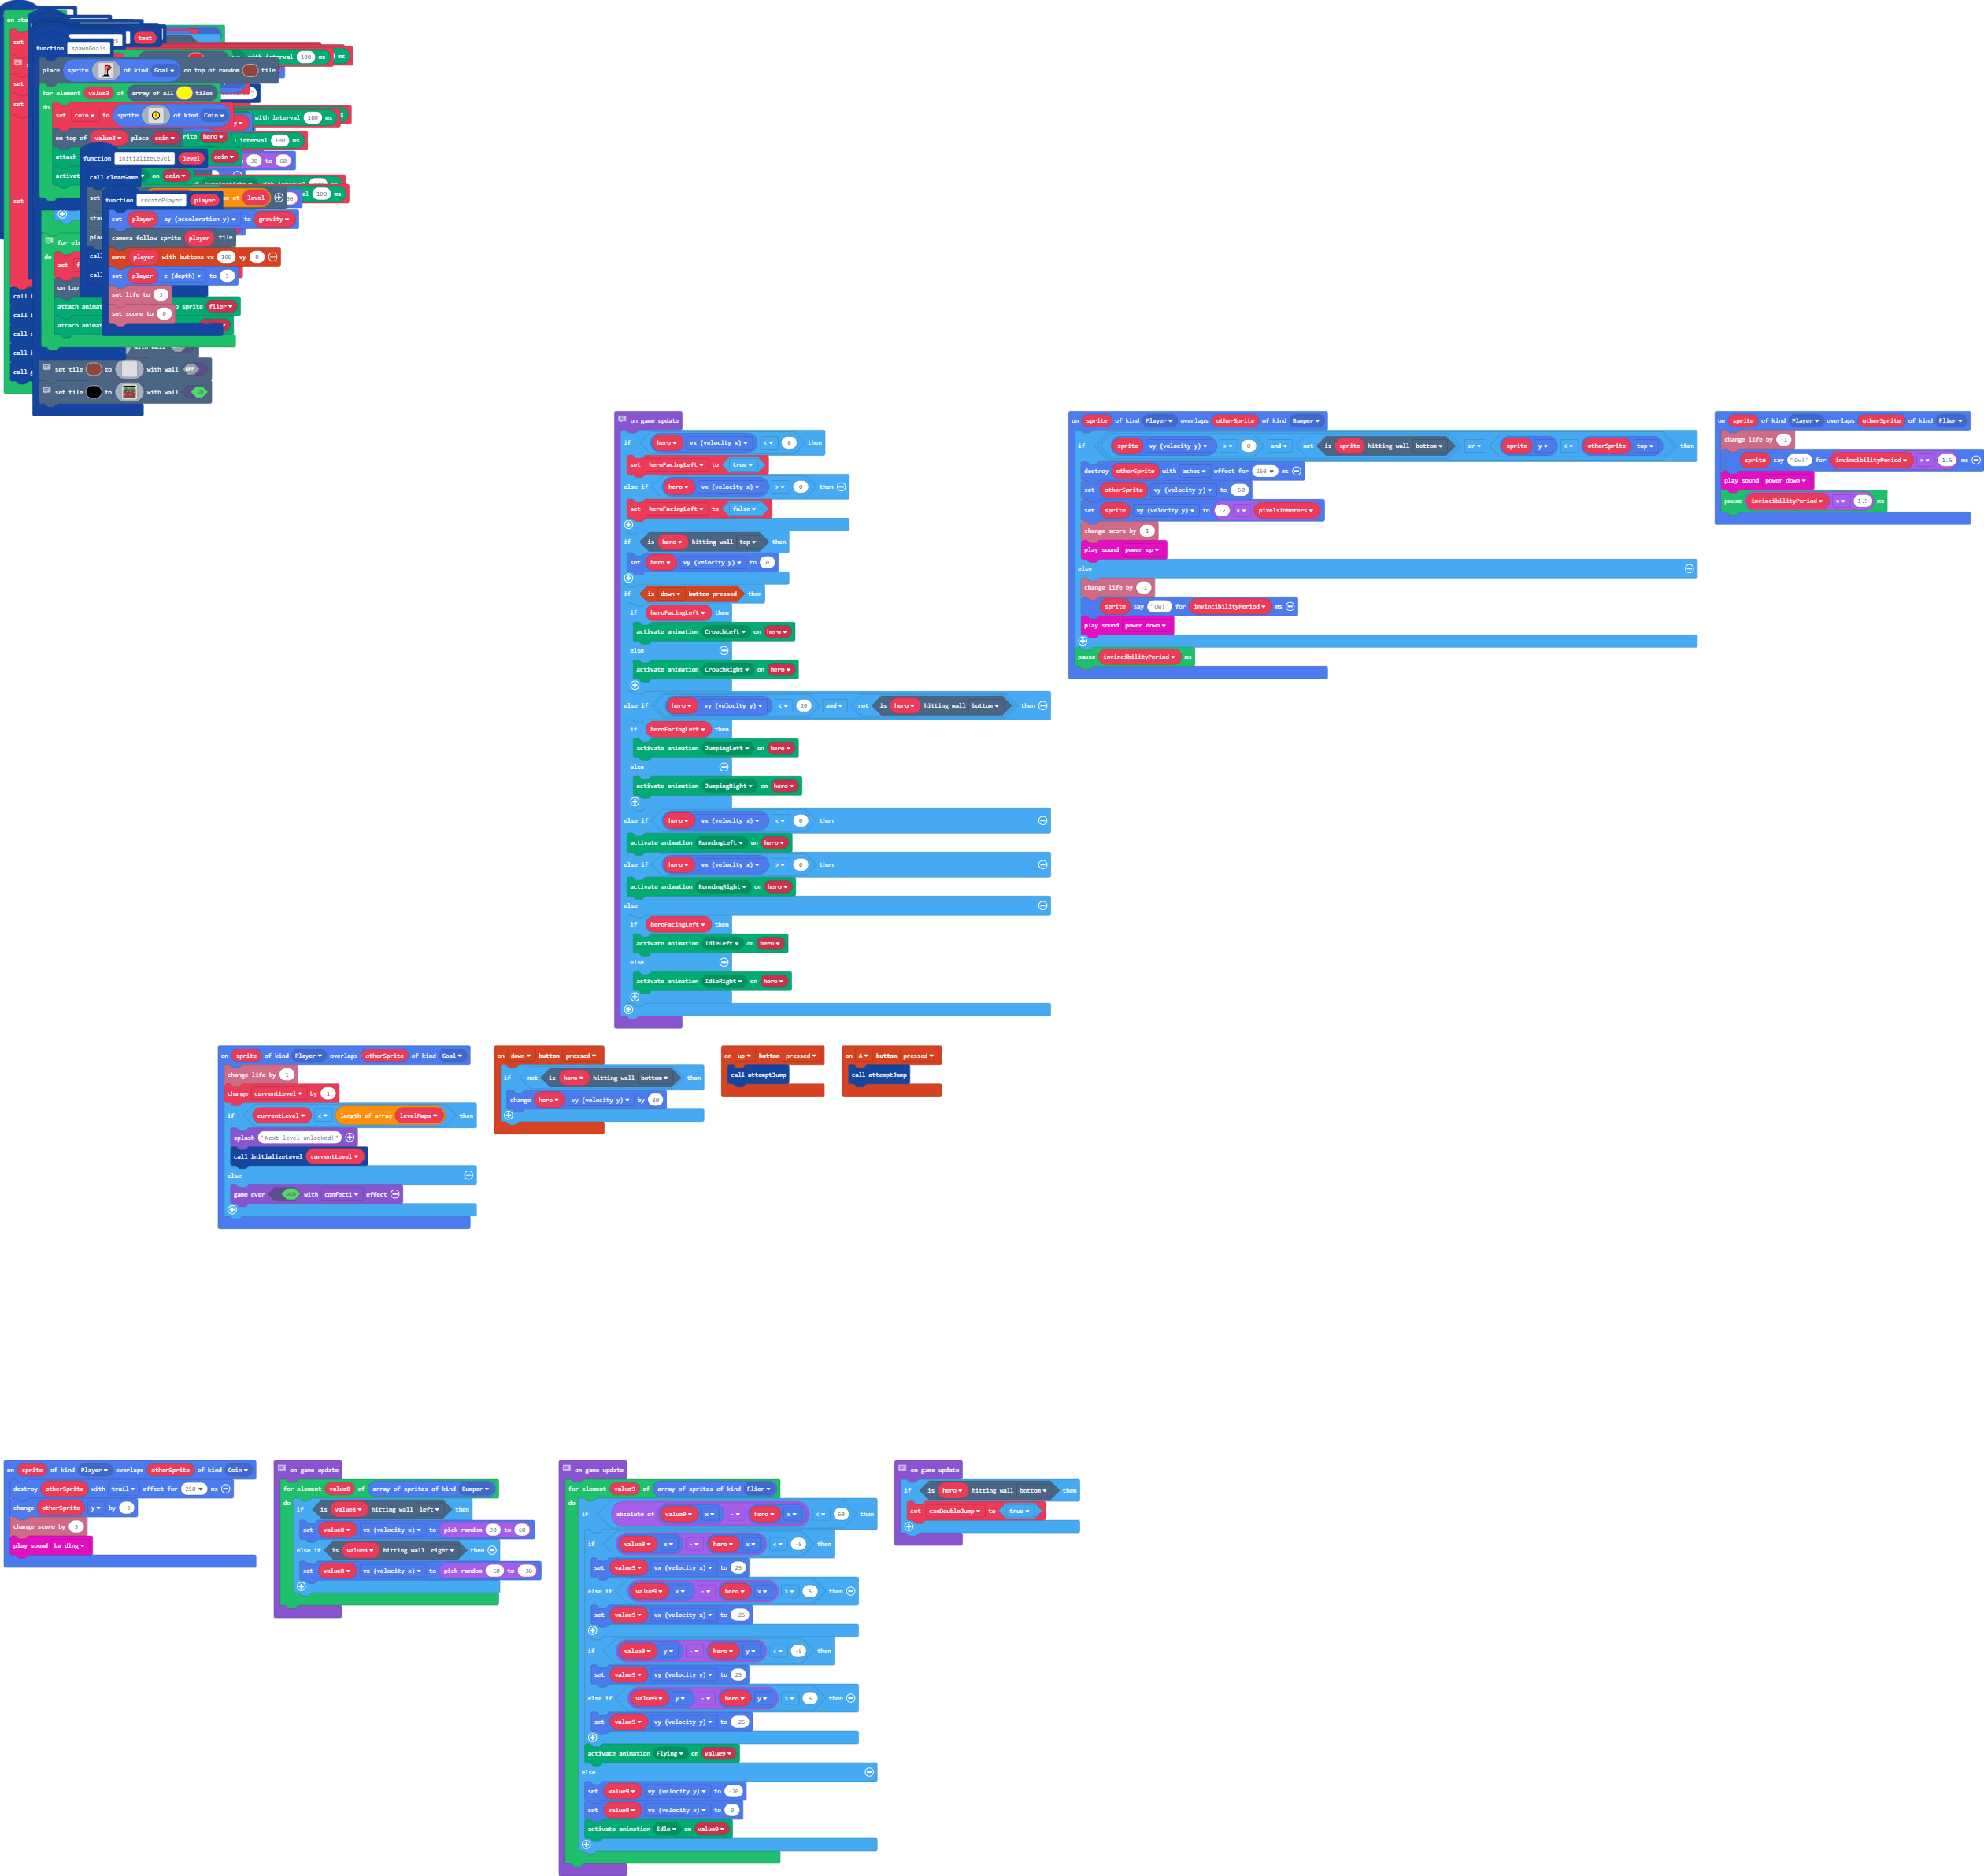 on sta
set
set
set
set
call i
call i
call c
call i
call g
text
function spawnGoals
place sprite of kind Goal on top of random tile
for element value3 of array of all tiles
do
set coin to sprite of kind Coin
on top of value3 place coin
attach
activat on coin
with interval 100 ms
ms
with interval 100 ms
rite hero interval 100 ms
30 to 60
100 ms
function initializeLevel level
coin
call clearGame
set
ue at level
star
plac
tile
call
call
function createPlayer player
set player ay (acceleration y) to gravity
camera follow sprite player
move player with buttons vx 100 vy 0
set player z (depth) to 5
set life to 3
set score to 0
for ele
do
set f
on top
attach animat o sprite flier
attach animat
set tile to with wall OFF
set tile to with wall
on game update
if hero vx (velocity x) < 0 then
set heroFacingLeft to true
else if hero vx (velocity x) > 0 then
set heroFacingLeft to false
if is hero hitting wall top then
set hero vy (velocity y) to 0
if is down button pressed then
if heroFacingLeft then
activate animation CrouchLeft on hero
else
activate animation CrouchRight on hero
else if hero vy (velocity y) < 20 and not is hero hitting wall bottom then
if heroFacingLeft then
activate animation JumpingLeft on hero
else
activate animation JumpingRight on hero
else if hero vx (velocity x) < 0 then
activate animation RunningLeft on hero
else if hero vx (velocity x) > 0 then
activate animation RunningRight on hero
else
if heroFacingLeft then
activate animation IdleLeft on hero
else
activate animation IdleRight on hero
on sprite of kind Player overlaps otherSprite of kind Bumper
if sprite vy (velocity y) > 0 and not is sprite hitting wall bottom or sprite y < otherSprite top then
destroy otherSprite with ashes effect for 250 ms
set otherSprite vy (velocity y) to -50
set sprite vy (velocity y) to -2 × pixelsToMeters
change score by 1
play sound power up
else
change life by -1
sprite say "Ow!" for invincibilityPeriod ms
play sound power down
pause invincibilityPeriod ms
on sprite of kind Player overlaps otherSprite of kind Flier
change life by -1
sprite say "Ow!" for invincibilityPeriod × 1.5 ms
play sound power down
pause invincibilityPeriod × 1.5 ms
on sprite of kind Player overlaps otherSprite of kind Goal
change life by 1
change currentLevel by 1
if currentLevel < length of array levelMaps then
splash "Next level unlocked!"
call initializeLevel currentLevel
else
game over WIN with confetti effect
on down button pressed
if not is hero hitting wall bottom then
change hero vy (velocity y) by 80
on up button pressed
call attemptJump
on A button pressed
call attemptJump
on sprite of kind Player overlaps otherSprite of kind Coin
destroy otherSprite with trail effect for 250 ms
change otherSprite y by -3
change score by 3
play sound ba ding
on game update
for element value8 of array of sprites of kind Bumper
do
if is value8 hitting wall left then
set value8 vx (velocity x) to pick random 30 to 60
else if is value8 hitting wall right then
set value8 vx (velocity x) to pick random -60 to -30
on game update
for element value9 of array of sprites of kind Flier
do
if absolute of value9 x - hero x < 60 then
if value9 x - hero x < -5 then
set value9 vx (velocity x) to 25
else if value9 x - hero x > 5 then
set value9 vx (velocity x) to -25
if value9 y - hero y < -5 then
set value9 vy (velocity y) to 25
else if value9 y - hero y > 5 then
set value9 vy (velocity y) to -25
activate animation Flying on value9
else
set value9 vy (velocity y) to -20
set value9 vx (velocity x) to 0
activate animation Idle on value9
on game update
if is hero hitting wall bottom then
set canDoubleJump to true